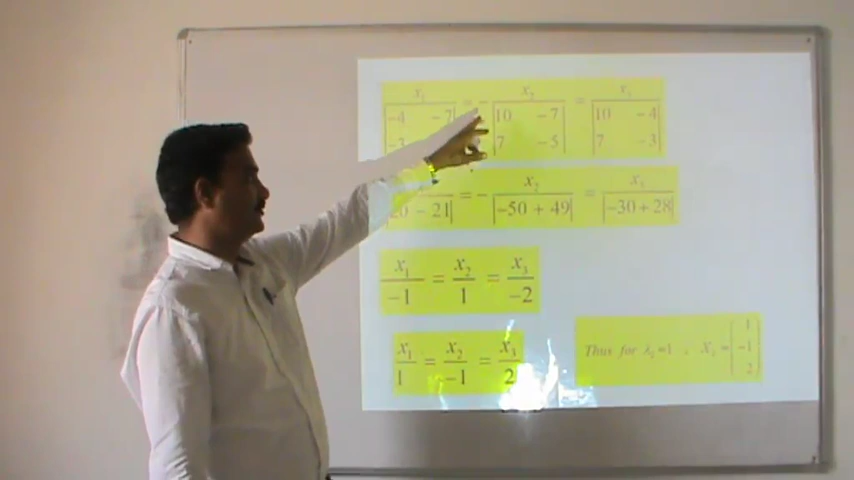 x₁ / |−4 −7; −3 = − x₂ / |10 −7; 7 −5| = x₃ / |10 −4; 7 −3|
20 − 21| = − x₂ / |−50 + 49| = x₃ / |−30 + 28|
x₁ / −1 = x₂ / 1 = x₃ / −2
x₁ / 1 = x₂ / −1 = x₃ / 2
Thus for λ₂=1 , X₂ = [1; −1; 2]